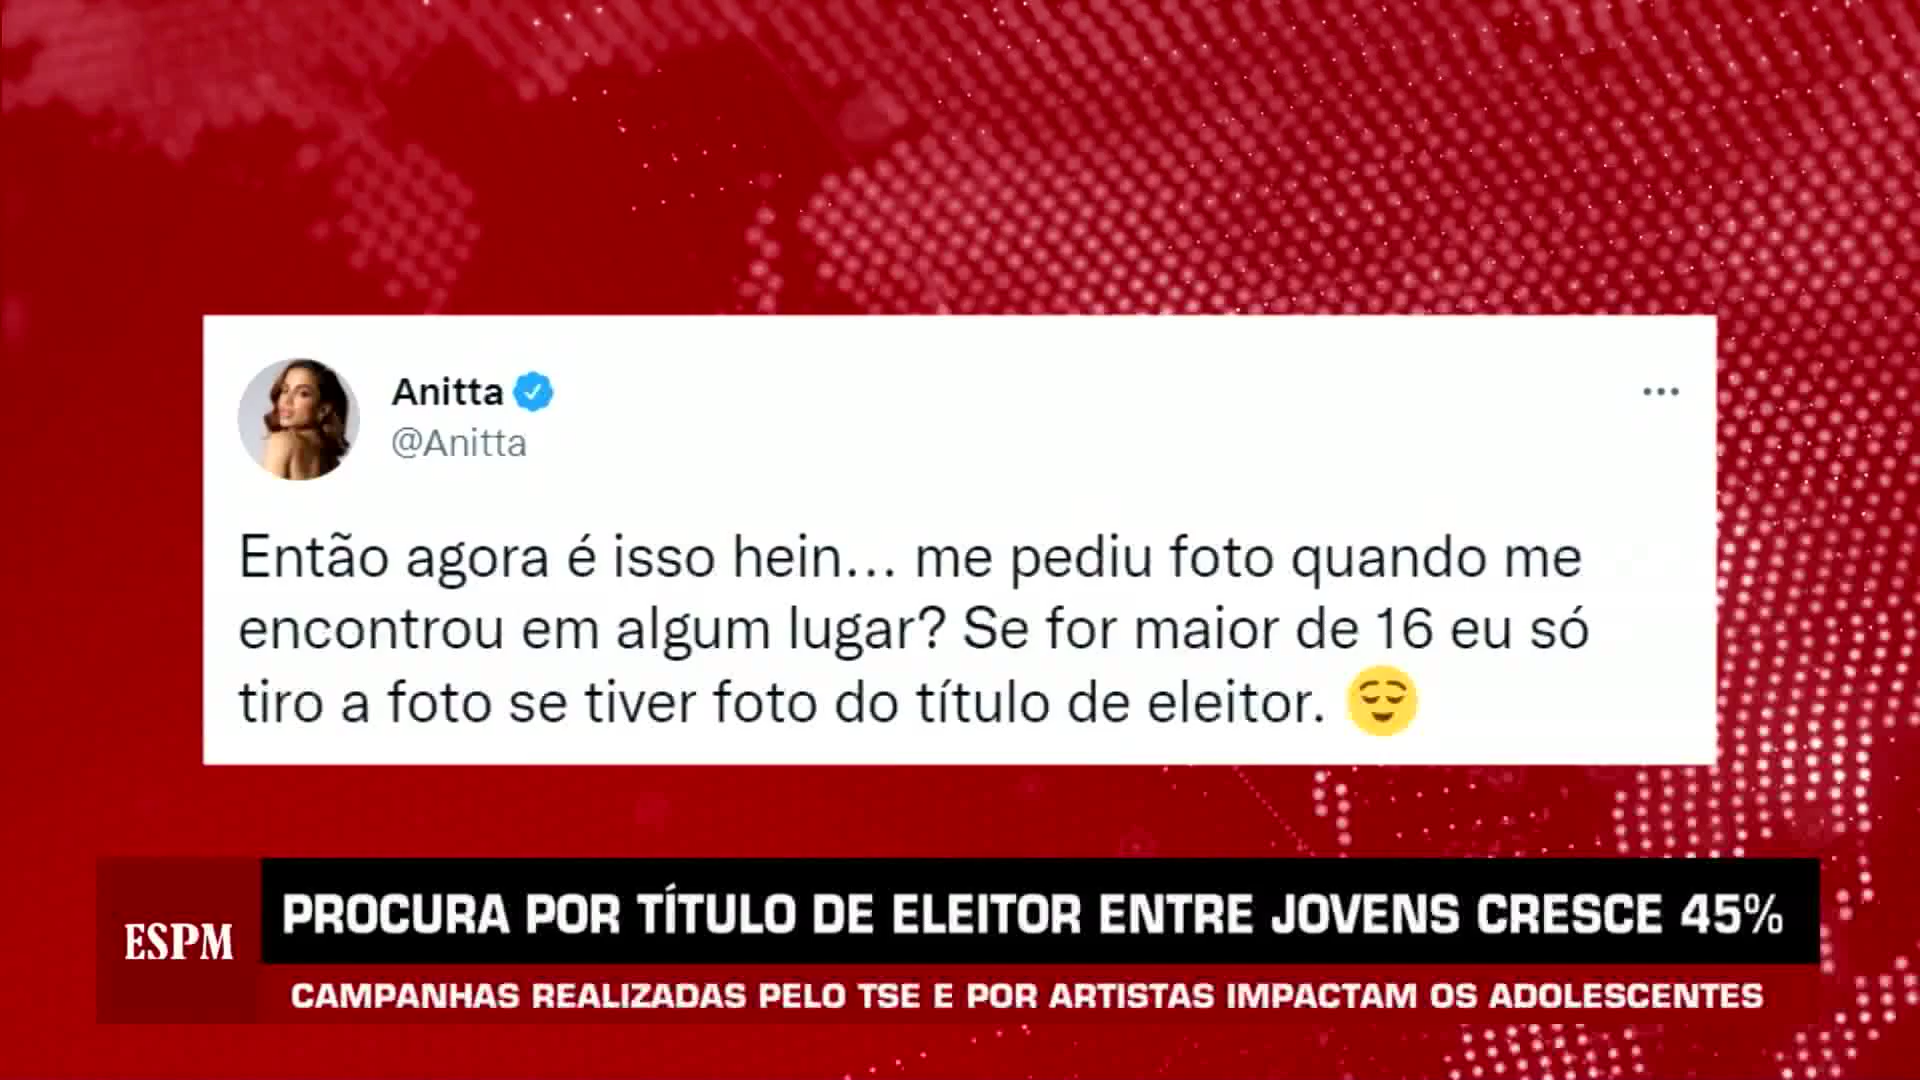 Anitta
@Anitta
Então agora é isso hein... me pediu foto quando me
encontrou em algum lugar? Se for maior de 16 eu só
tiro a foto se tiver foto do título de eleitor. 😌
ESPM
PROCURA POR TÍTULO DE ELEITOR ENTRE JOVENS CRESCE 45%
CAMPANHAS REALIZADAS PELO TSE E POR ARTISTAS IMPACTAM OS ADOLESCENTES